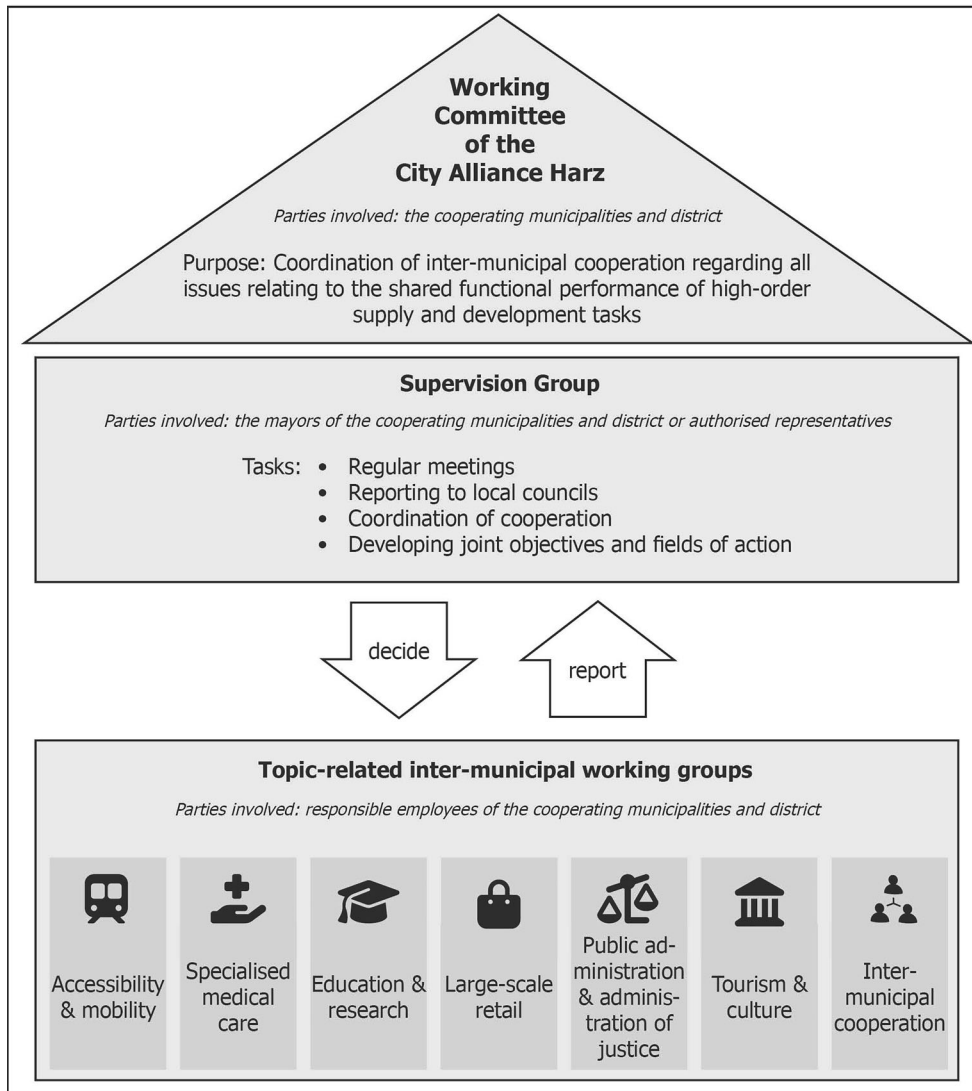 Working
Committee
of the
City Alliance Harz
Parties involved: the cooperating municipalities and district
Purpose: Coordination of inter-municipal cooperation regarding all
issues relating to the shared functional performance of high-order
supply and development tasks
Supervision Group
Parties involved: the mayors of the cooperating municipalities and district or authorised representatives
Tasks: • Regular meetings
• Reporting to local councils
• Coordination of cooperation
• Developing joint objectives and fields of action
decide
report
Topic-related inter-municipal working groups
Parties involved: responsible employees of the cooperating municipalities and district
Accessibility
& mobility
Specialised
medical
care
Education &
research
Large-scale
retail
Public ad-
ministration
& adminis-
tration of
justice
Tourism &
culture
Inter-
municipal
cooperation